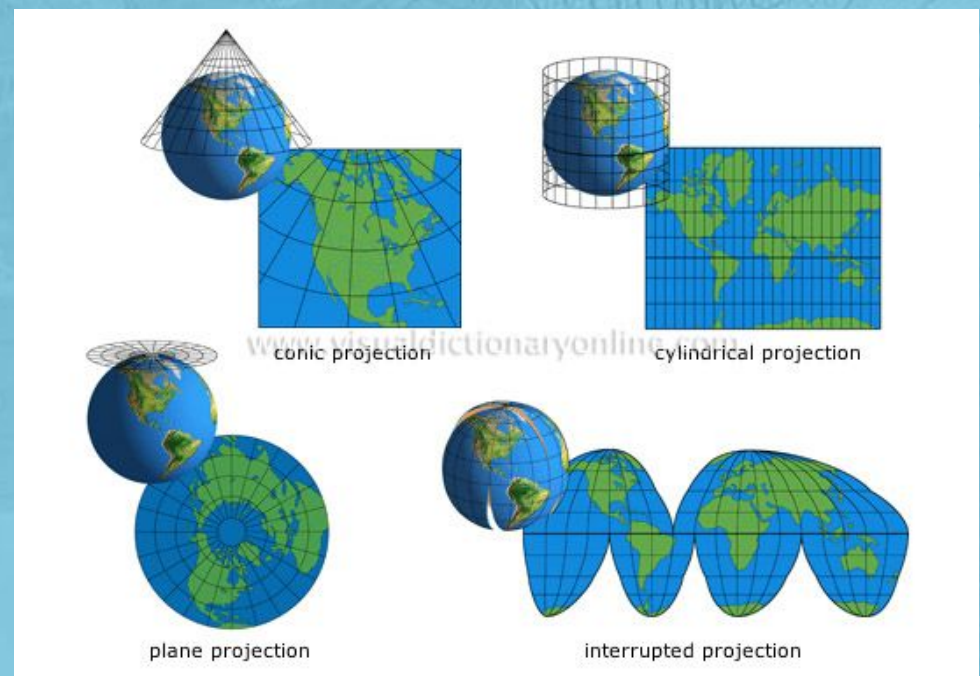 www.visualdictionaryonline.com
conic projection
cylindrical projection
plane projection
interrupted projection